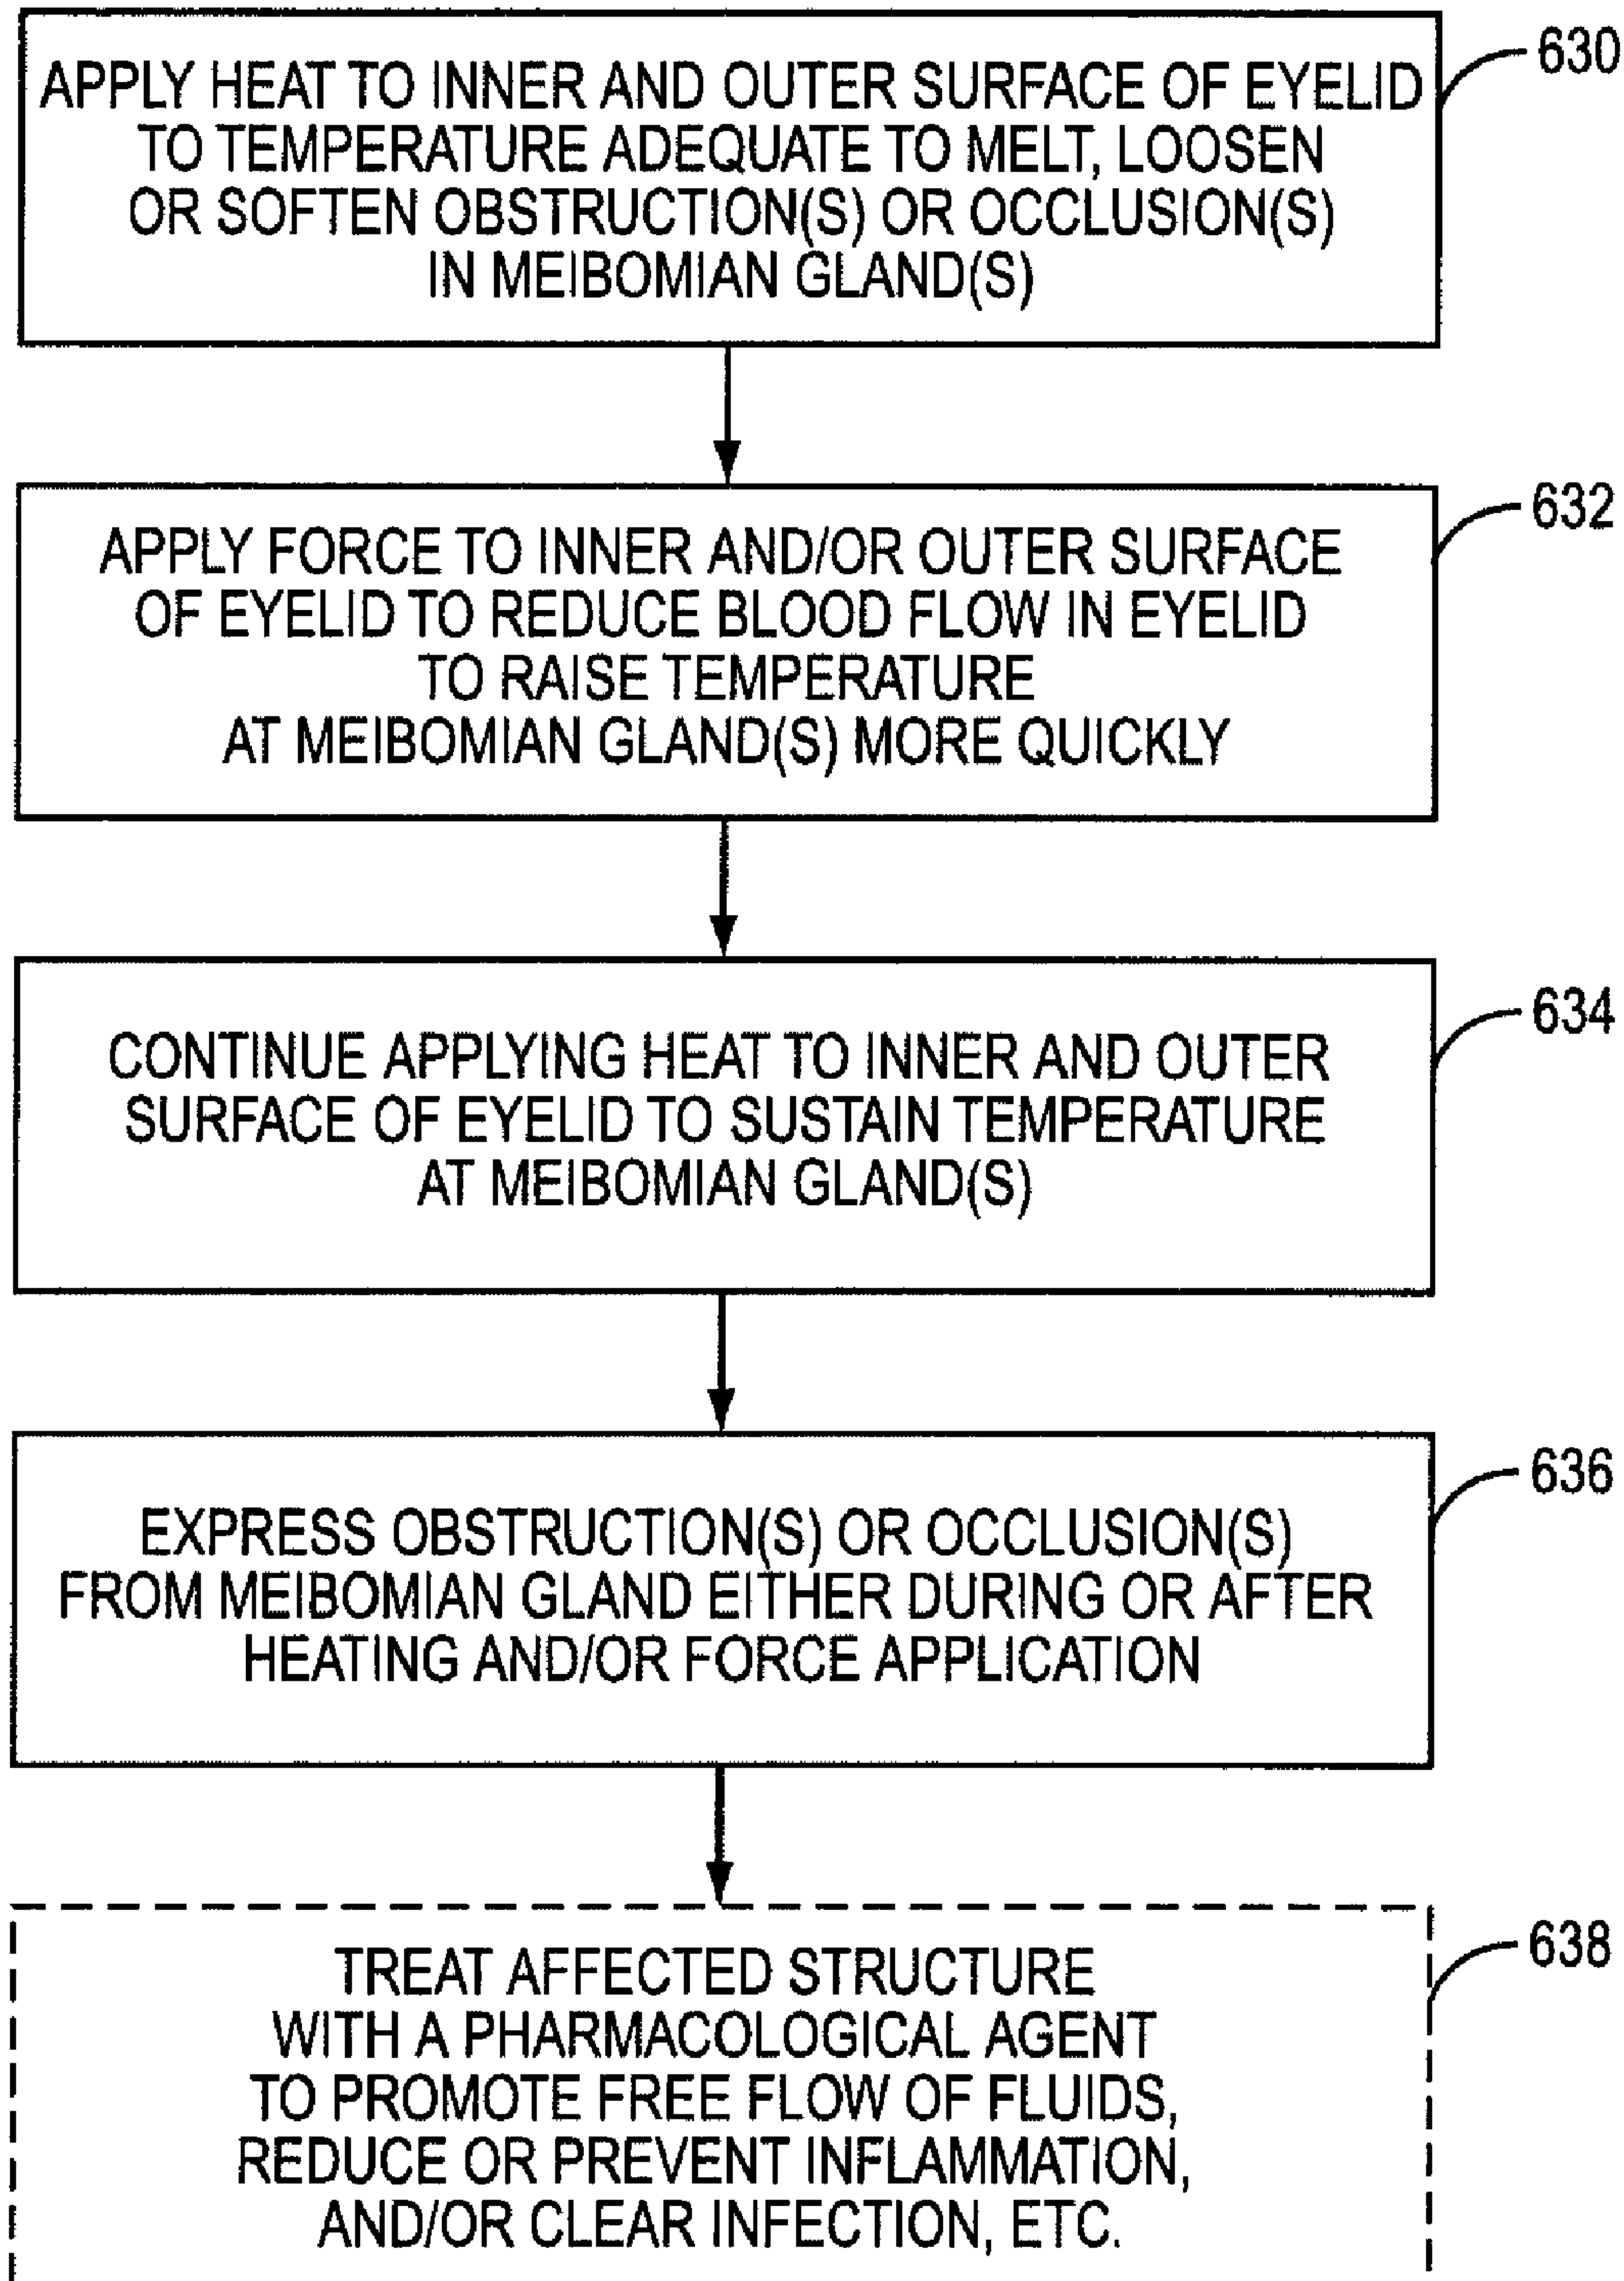 APPLY HEAT TO INNER AND OUTER SURFACE OF EYELID
TO TEMPERATURE ADEQUATE TO MELT, LOOSEN
OR SOFTEN OBSTRUCTION(S) OR OCCLUSION(S)
IN MEIBOMIAN GLAND(S)
630
APPLY FORCE TO INNER AND/OR OUTER SURFACE
OF EYELID TO REDUCE BLOOD FLOW IN EYELID
TO RAISE TEMPERATURE
AT MEIBOMIAN GLAND(S) MORE QUICKLY
632
CONTINUE APPLYING HEAT TO INNER AND OUTER
SURFACE OF EYELID TO SUSTAIN TEMPERATURE
AT MEIBOMIAN GLAND(S)
634
EXPRESS OBSTRUCTION(S) OR OCCLUSION(S)
FROM MEIBOMIAN GLAND EITHER DURING OR AFTER
HEATING AND/OR FORCE APPLICATION
636
TREAT AFFECTED STRUCTURE
WITH A PHARMACOLOGICAL AGENT
TO PROMOTE FREE FLOW OF FLUIDS,
REDUCE OR PREVENT INFLAMMATION,
AND/OR CLEAR INFECTION, ETC.
638